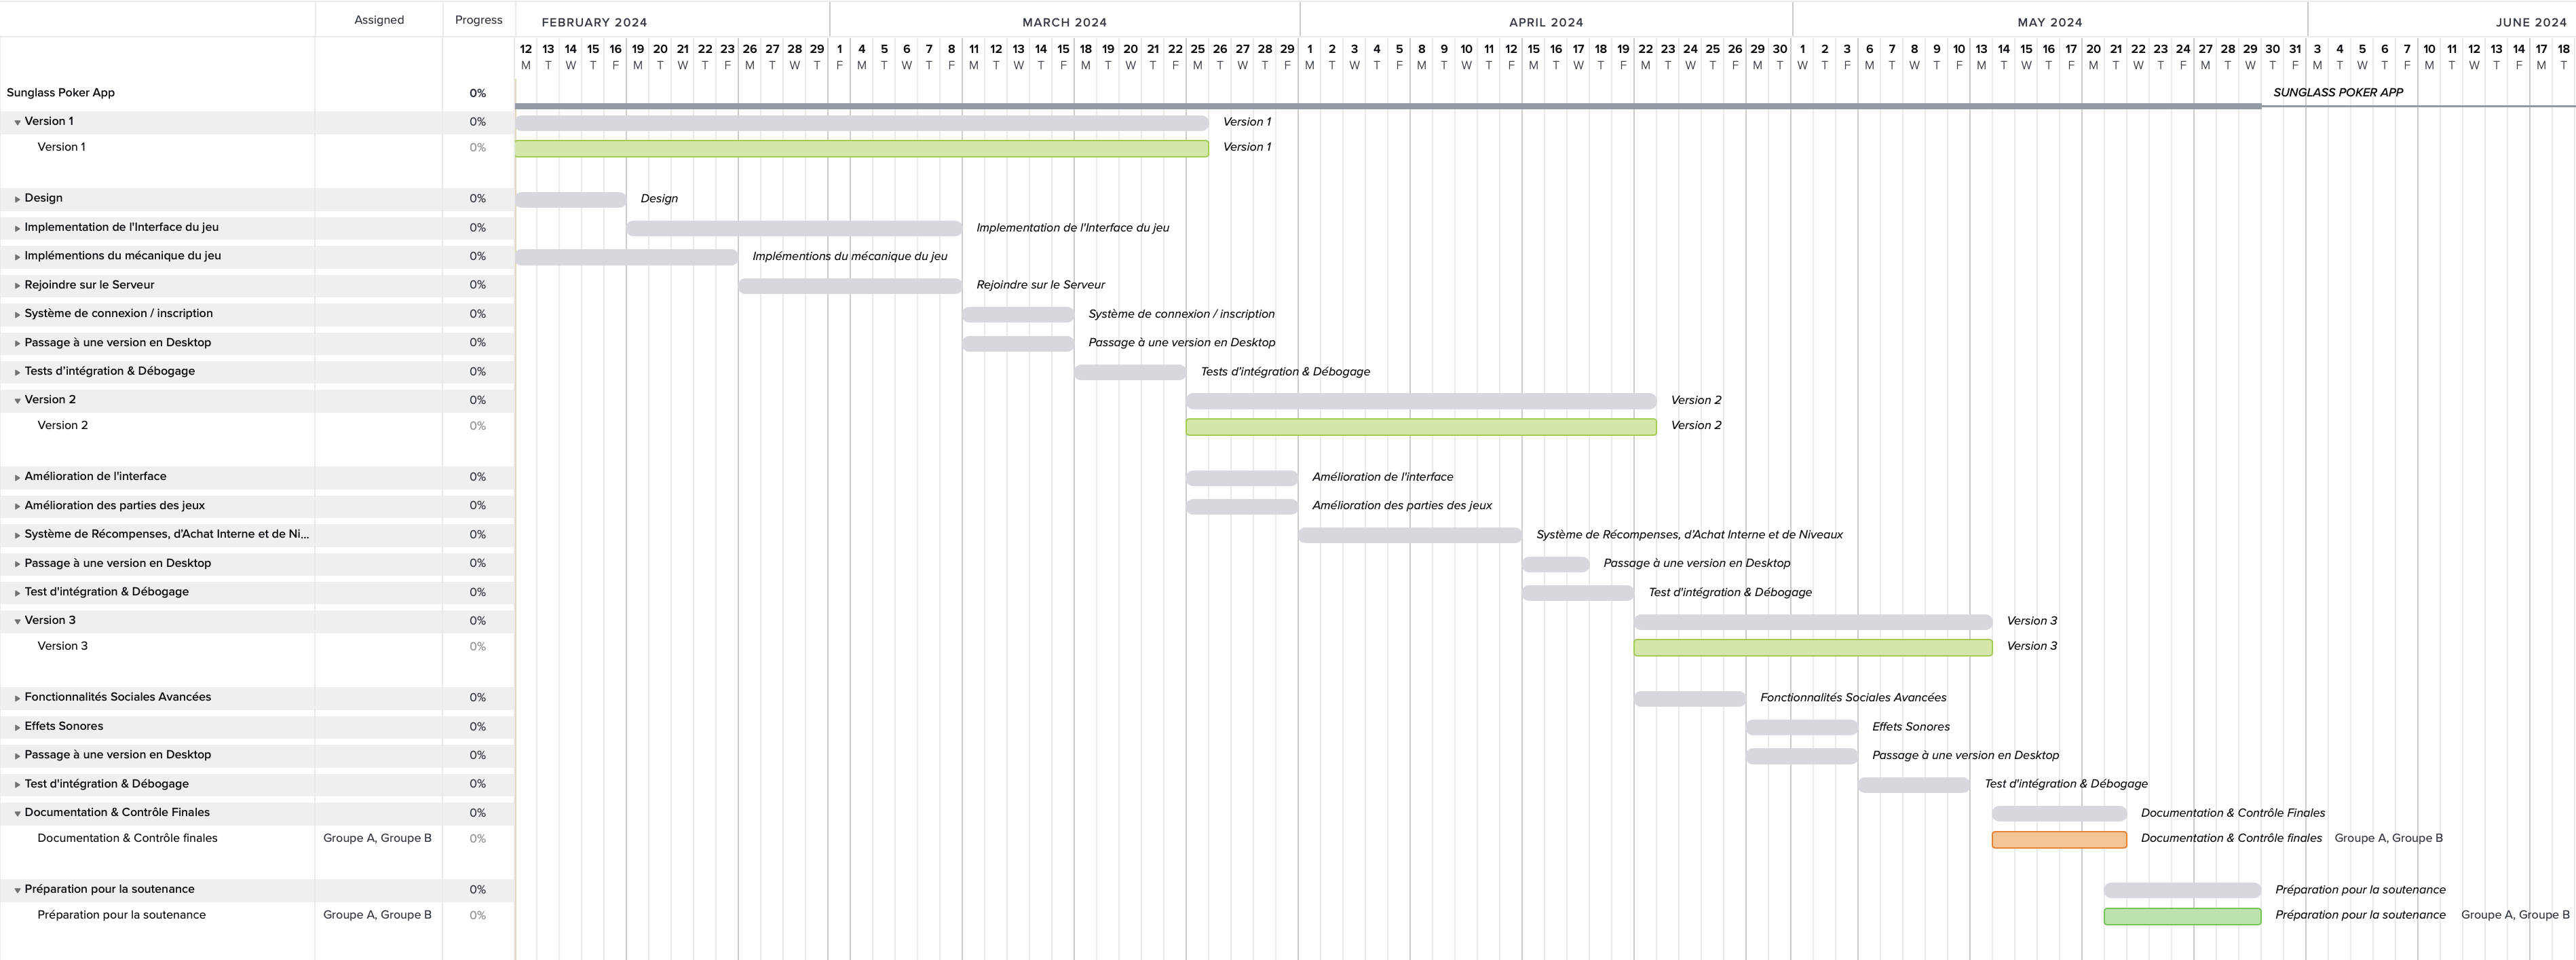 Assigned Progress FEBRUARY 2024 MARCH 2024 APRIL 2024 MAY 2024 JUNE 2024
12 13 14 15 16 19 20 21 22 23 26 27 28 29 1 4 5 6 7 8 11 12 13 14 15 18 19 20 21 22 25 26 27 28 29 1 2 3 4 5 8 9 10 11 12 15 16 17 18 19 22 23 24 25 26 29 30 1 2 3 6 7 8 9 10 13 14 15 16 17 20 21 22 23 24 27 28 29 30 31 3 4 5 6 7 10 11 12 13 14 17 18
M T W T F M T W T F M T W T F M T W T F M T W T F M T W T F M T W T F M T W T F M T W T F M T W T F M T W T F M T W T F M T W T F M T W T F M T W T F M T W T F M T W T F M T W T F M T
Sunglass Poker App 0% SUNGLASS POKER APP
Version 1 0% Version 1
Version 1 0% Version 1
Design 0% Design
Implementation de l'Interface du jeu 0% Implementation de l'Interface du jeu
Implémentions du mécanique du jeu 0% Implémentions du mécanique du jeu
Rejoindre sur le Serveur 0% Rejoindre sur le Serveur
Système de connexion / inscription 0% Système de connexion / inscription
Passage à une version en Desktop 0% Passage à une version en Desktop
Tests d'intégration & Débogage 0% Tests d'intégration & Débogage
Version 2 0% Version 2
Version 2 0% Version 2
Amélioration de l'interface 0% Amélioration de l'interface
Amélioration des parties des jeux 0% Amélioration des parties des jeux
Système de Récompenses, d'Achat Interne et de Ni... 0% Système de Récompenses, d'Achat Interne et de Niveaux
Passage à une version en Desktop 0% Passage à une version en Desktop
Test d'intégration & Débogage 0% Test d'intégration & Débogage
Version 3 0% Version 3
Version 3 0% Version 3
Fonctionnalités Sociales Avancées 0% Fonctionnalités Sociales Avancées
Effets Sonores 0% Effets Sonores
Passage à une version en Desktop 0% Passage à une version en Desktop
Test d'intégration & Débogage 0% Test d'intégration & Débogage
Documentation & Contrôle Finales 0% Documentation & Contrôle Finales
Documentation & Contrôle finales Groupe A, Groupe B 0% Documentation & Contrôle finales Groupe A, Groupe B
Préparation pour la soutenance 0% Préparation pour la soutenance
Préparation pour la soutenance Groupe A, Groupe B 0% Préparation pour la soutenance Groupe A, Groupe B